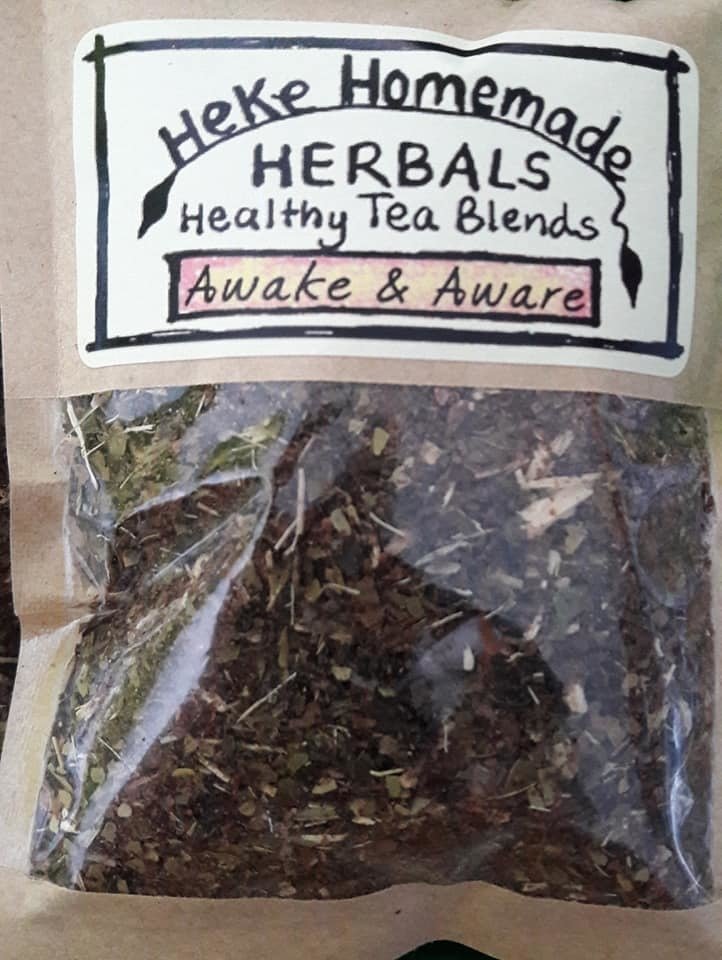 Heke Homemade
HERBALS
Healthy Tea Blends
Awake & Aware